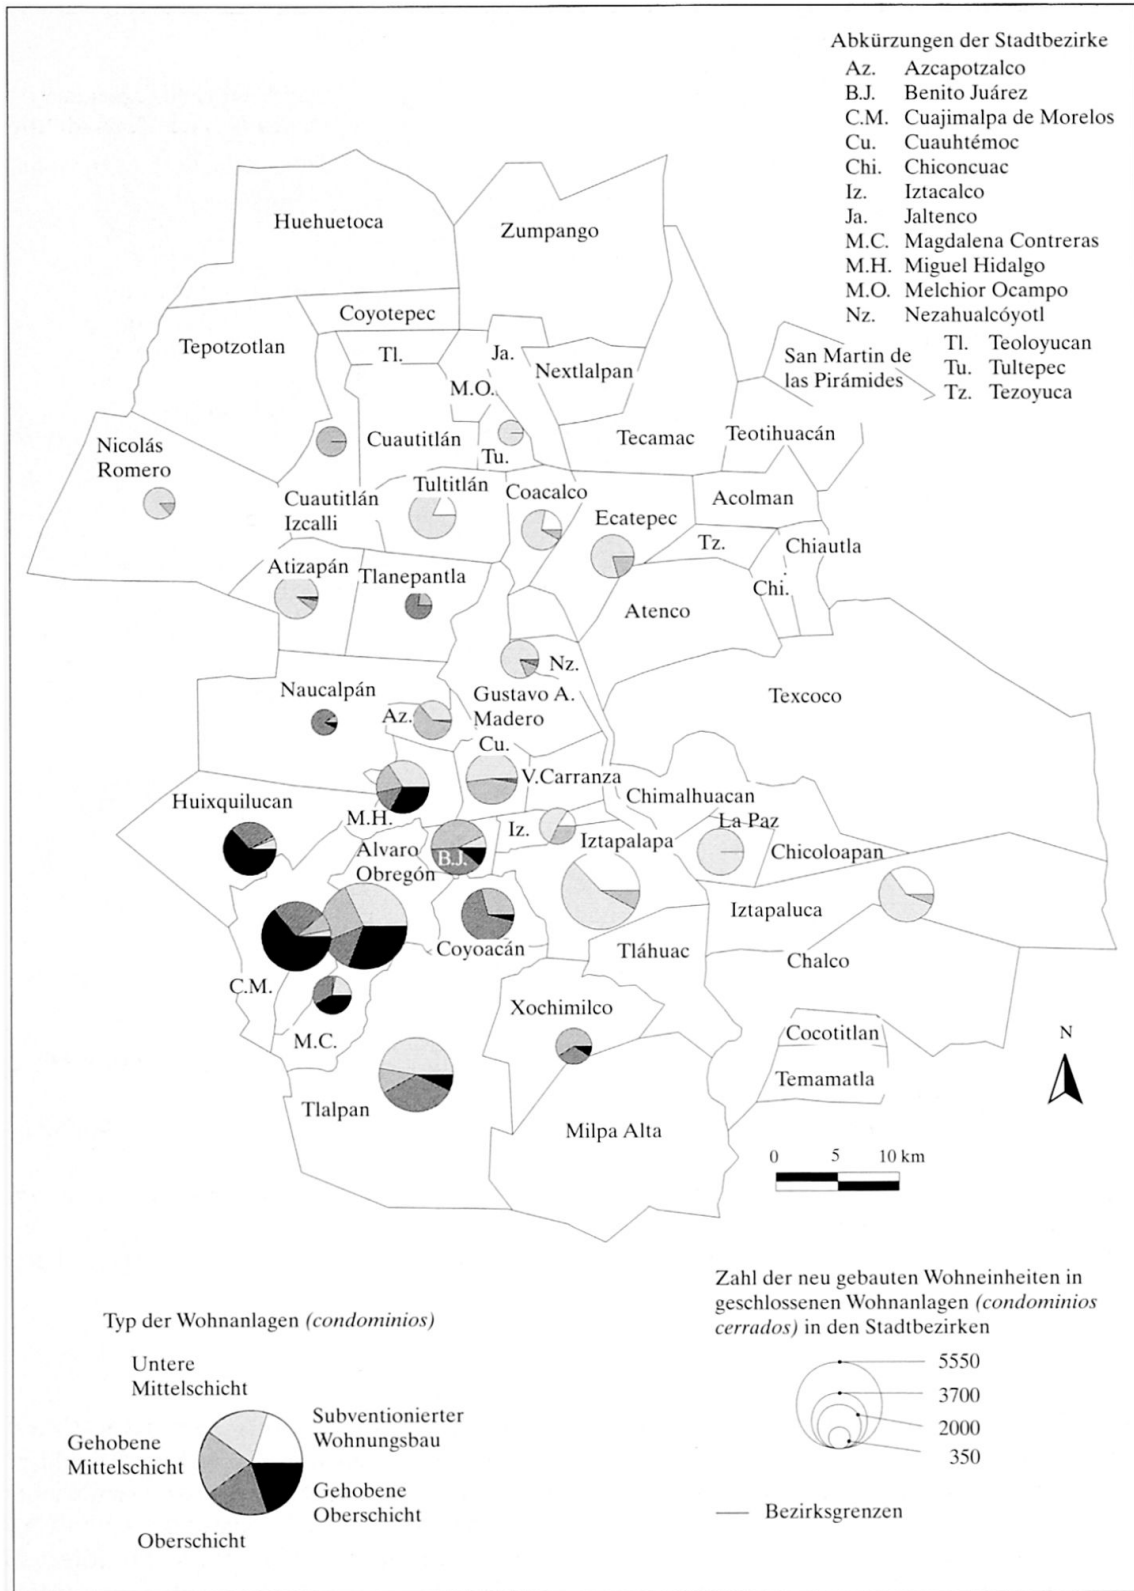 Abkürzungen der Stadtbezirke
Az. Azcapotzalco
B.J. Benito Juárez
C.M. Cuajimalpa de Morelos
Cu. Cuauhtémoc
Chi. Chiconcuac
Iz. Iztacalco
Ja. Jaltenco
M.C. Magdalena Contreras
M.H. Miguel Hidalgo
M.O. Melchior Ocampo
Nz. Nezahualcóyotl
Tl. Teoloyucan
Tu. Tultepec
Tz. Tezoyuca
Huehuetoca
Zumpango
Coyotepec
Tepotzotlan
Tl.
Ja.
Nextlalpan
San Martin de
las Pirámides
M.O.
Nicolás
Romero
Cuautitlán
Tu.
Tecamac
Teotihuacán
Cuautitlán
Izcalli
Tultitlán
Coacalco
Acolman
Ecatepec
Tz.
Chiautla
Atizapán
Tlanepantla
Chi.
Atenco
Naucalpán
Nz.
Az.
Gustavo A.
Madero
Texcoco
Cu.
V.Carranza
Huixquilucan
M.H.
Chimalhuacan
La Paz
Iz.
Iztapalapa
Alvaro
Obregón
B.J.
Chicoloapan
Iztapaluca
Coyoacán
Tláhuac
Chalco
C.M.
M.C.
Xochimilco
Cocotitlan
N
Temamatla
Tlalpan
Milpa Alta
0 5 10 km
Typ der Wohnanlagen (condominios)
Untere
Mittelschicht
Subventionierter
Wohnungsbau
Gehobene
Mittelschicht
Gehobene
Oberschicht
Oberschicht
Zahl der neu gebauten Wohneinheiten in
geschlossenen Wohnanlagen (condominios
cerrados) in den Stadtbezirken
5550
3700
2000
350
Bezirksgrenzen